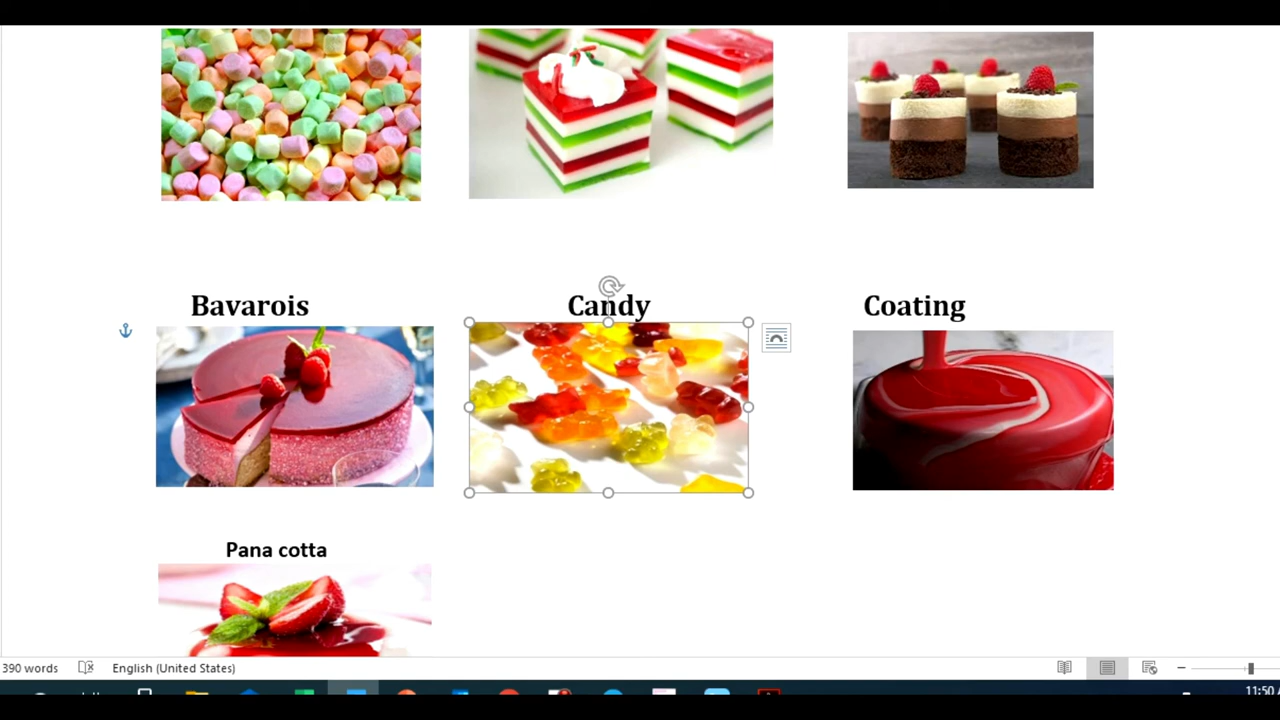 Bavarois
Candy
Coating
Pana cotta
390 words
English (United States)
11:50